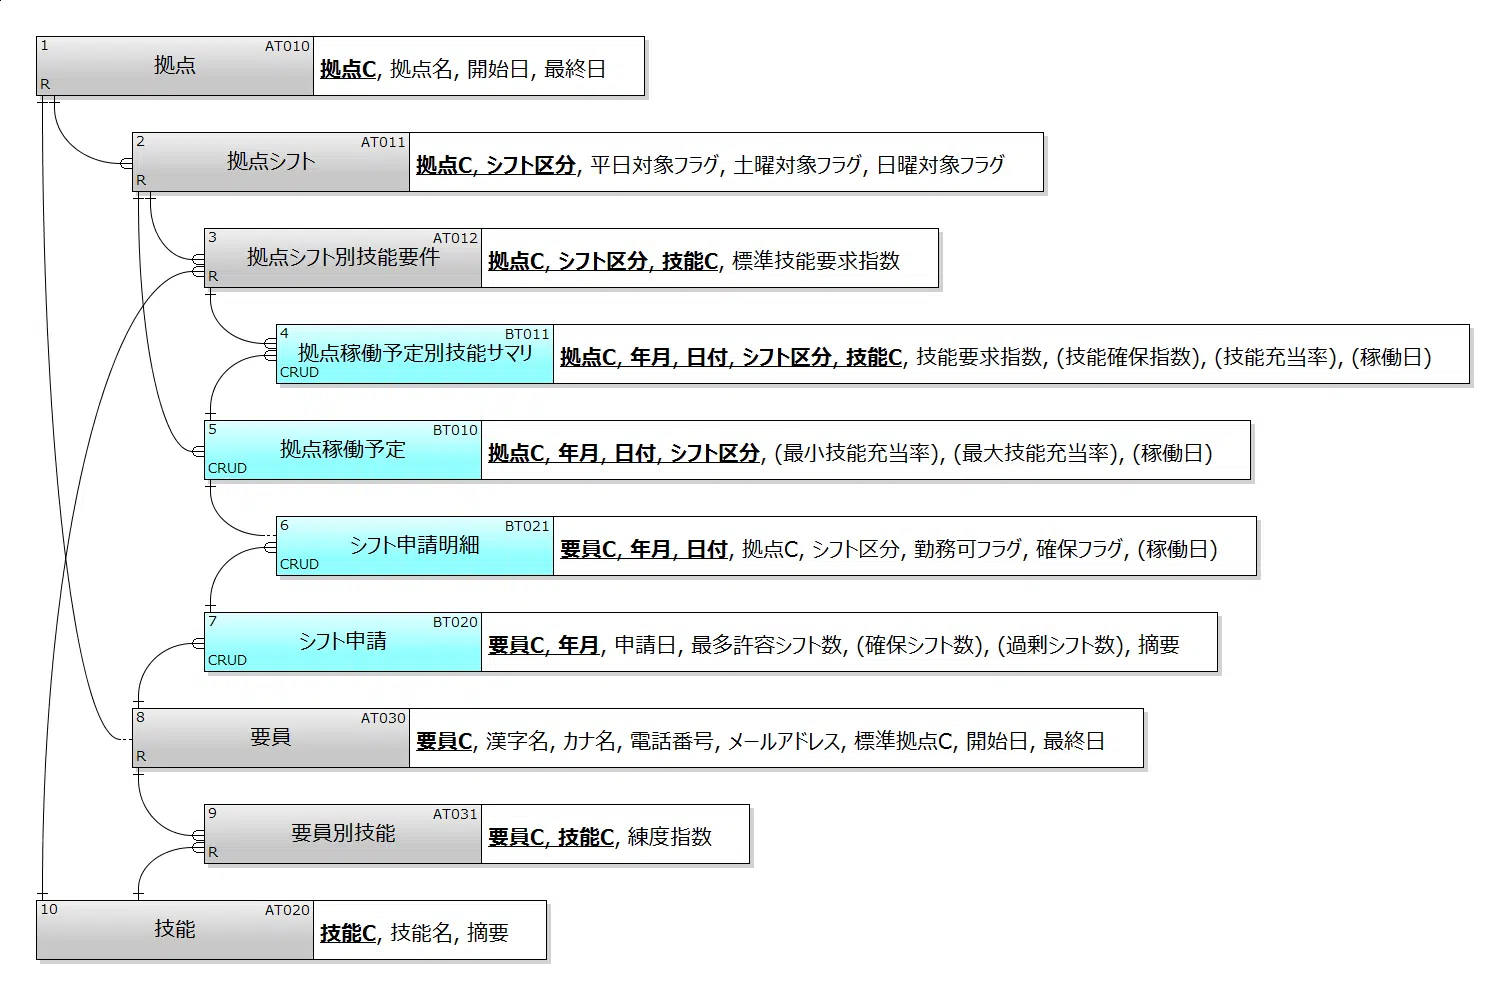 1 AT010
拠点
R
拠点C, 拠点名, 開始日, 最終日
2 AT011
拠点シフト
R
拠点C, シフト区分, 平日対象フラグ, 土曜対象フラグ, 日曜対象フラグ
3 AT012
拠点シフト別技能要件
R
拠点C, シフト区分, 技能C, 標準技能要求指数
4 BT011
拠点稼働予定別技能サマリ
CRUD
拠点C, 年月, 日付, シフト区分, 技能C, 技能要求指数, (技能確保指数), (技能充当率), (稼働日)
5 BT010
拠点稼働予定
CRUD
拠点C, 年月, 日付, シフト区分, (最小技能充当率), (最大技能充当率), (稼働日)
6 BT021
シフト申請明細
CRUD
要員C, 年月, 日付, 拠点C, シフト区分, 勤務可フラグ, 確保フラグ, (稼働日)
7 BT020
シフト申請
CRUD
要員C, 年月, 申請日, 最多許容シフト数, (確保シフト数), (過剰シフト数), 摘要
8 AT030
要員
R
要員C, 漢字名, カナ名, 電話番号, メールアドレス, 標準拠点C, 開始日, 最終日
9 AT031
要員別技能
R
要員C, 技能C, 練度指数
10 AT020
技能
技能C, 技能名, 摘要